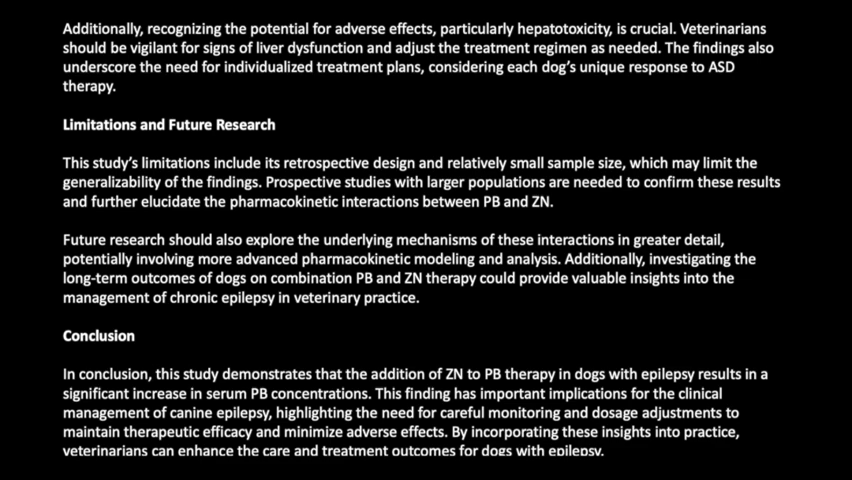 Additionally, recognizing the potential for adverse effects, particularly hepatotoxicity, is crucial. Veterinarians
should be vigilant for signs of liver dysfunction and adjust the treatment regimen as needed. The findings also
underscore the need for individualized treatment plans, considering each dog’s unique response to ASD
therapy.
Limitations and Future Research
This study’s limitations include its retrospective design and relatively small sample size, which may limit the
generalizability of the findings. Prospective studies with larger populations are needed to confirm these results
and further elucidate the pharmacokinetic interactions between PB and ZN.
Future research should also explore the underlying mechanisms of these interactions in greater detail,
potentially involving more advanced pharmacokinetic modeling and analysis. Additionally, investigating the
long-term outcomes of dogs on combination PB and ZN therapy could provide valuable insights into the
management of chronic epilepsy in veterinary practice.
Conclusion
In conclusion, this study demonstrates that the addition of ZN to PB therapy in dogs with epilepsy results in a
significant increase in serum PB concentrations. This finding has important implications for the clinical
management of canine epilepsy, highlighting the need for careful monitoring and dosage adjustments to
maintain therapeutic efficacy and minimize adverse effects. By incorporating these insights into practice,
veterinarians can enhance the care and treatment outcomes for dogs with epilepsy.